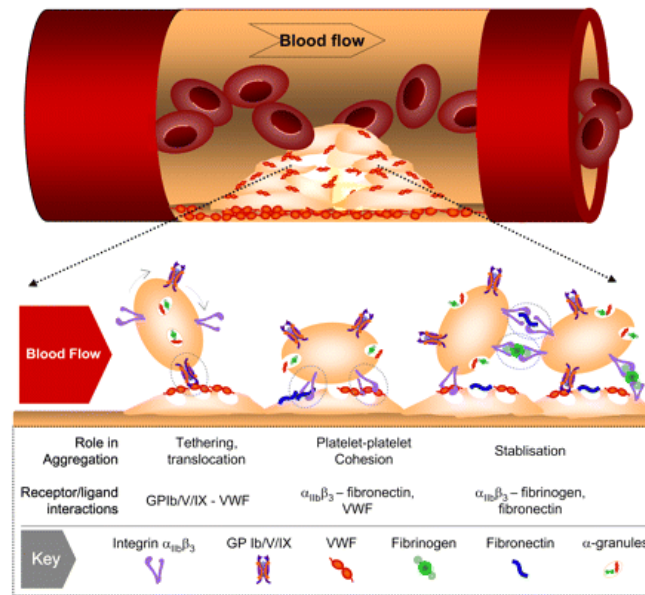 Blood flow
Blood Flow
Role in Aggregation
Tethering, translocation
Platelet-platelet Cohesion
Stablisation
Receptor/ligand interactions
GPIb/V/IX - VWF
αIIbβ3 – fibronectin, VWF
αIIbβ3 – fibrinogen, fibronectin
Key
Integrin αIIbβ3
GP Ib/V/IX
VWF
Fibrinogen
Fibronectin
α-granules